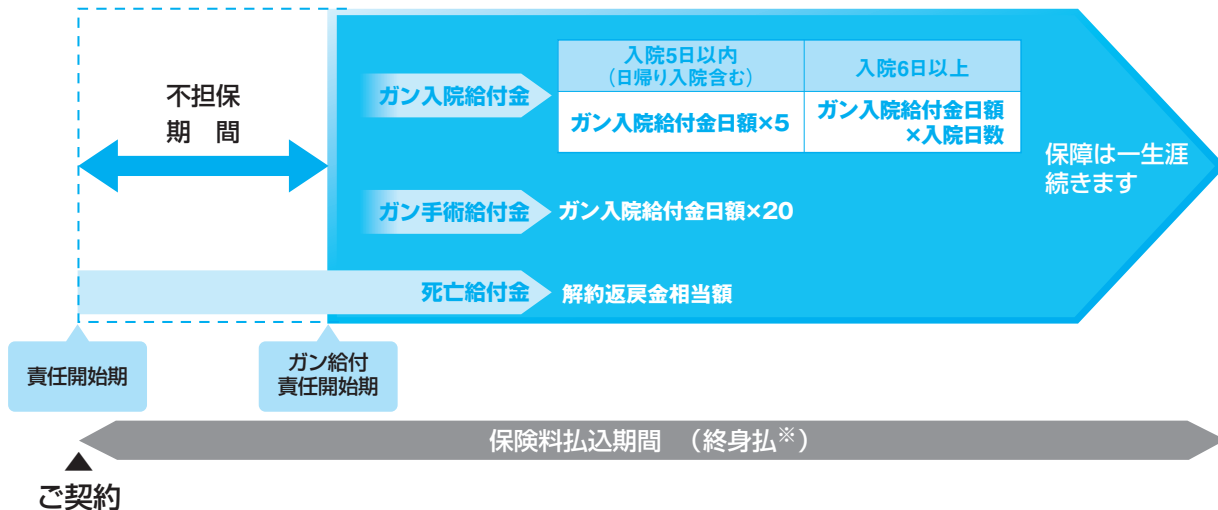 不担保
期　間
ガン入院給付金
入院5日以内
（日帰り入院含む）
入院6日以上
ガン入院給付金日額×5
ガン入院給付金日額
×入院日数
保障は一生涯
続きます
ガン手術給付金
ガン入院給付金日額×20
死亡給付金
解約返戻金相当額
責任開始期
ガン給付
責任開始期
保険料払込期間　（終身払※）
ご契約